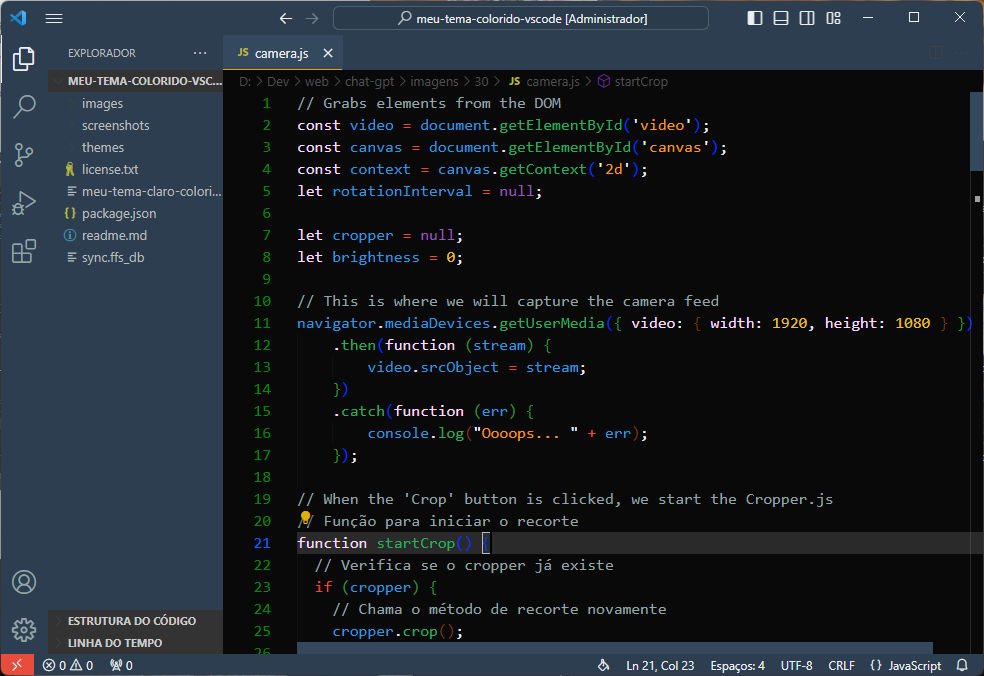 meu-tema-colorido-vscode [Administrador]
EXPLORADOR
MEU-TEMA-COLORIDO-VSC...
images
screenshots
themes
license.txt
meu-tema-claro-colori...
{} package.json
readme.md
sync.ffs_db
ESTRUTURA DO CÓDIGO
LINHA DO TEMPO
JS camera.js
D: > Dev > web > chat-gpt > imagens > 30 > JS camera.js > startCrop
1 // Grabs elements from the DOM
2 const video = document.getElementById('video');
3 const canvas = document.getElementById('canvas');
4 const context = canvas.getContext('2d');
5 let rotationInterval = null;
6
7 let cropper = null;
8 let brightness = 0;
9
10 // This is where we will capture the camera feed
11 navigator.mediaDevices.getUserMedia({ video: { width: 1920, height: 1080 } })
12 .then(function (stream) {
13 video.srcObject = stream;
14 })
15 .catch(function (err) {
16 console.log("Oooops... " + err);
17 });
18
19 // When the 'Crop' button is clicked, we start the Cropper.js
20 // Função para iniciar o recorte
21 function startCrop() {
22 // Verifica se o cropper já existe
23 if (cropper) {
24 // Chama o método de recorte novamente
25 cropper.crop();
26
0 0 0 Ln 21, Col 23 Espaços: 4 UTF-8 CRLF {} JavaScript